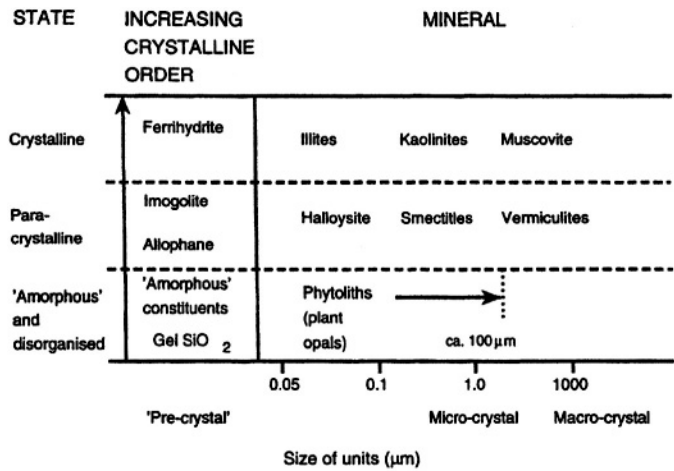 STATE
INCREASING
CRYSTALLINE
ORDER
MINERAL
Crystalline
Ferrihydrite
Illites
Kaolinites
Muscovite
Para-
crystalline
Imogolite
Allophane
Halloysite
Smectitles
Vermiculites
'Amorphous'
and
disorganised
'Amorphous'
constituents
Gel SiO 2
Phytoliths
(plant
opals)
ca. 100 µm
0.05 0.1 1.0 1000
'Pre-crystal' Micro-crystal Macro-crystal
Size of units (µm)